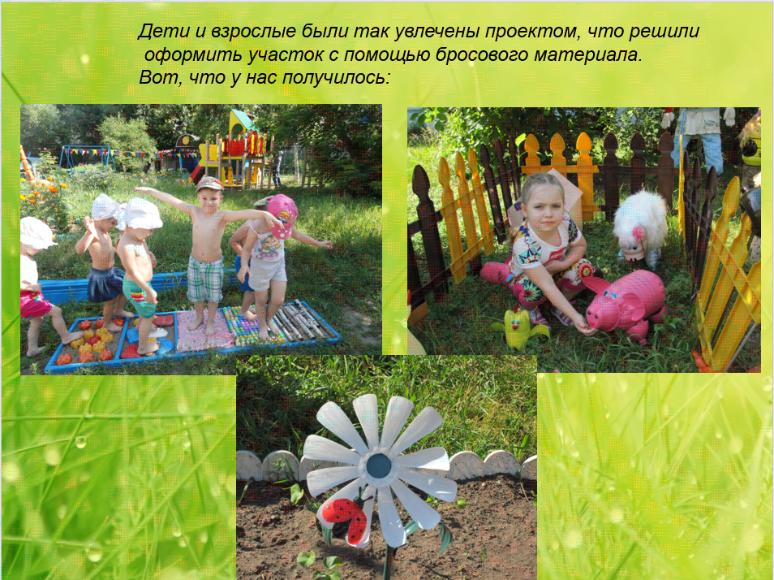 Дети и взрослые были так увлечены проектом, что решили
оформить участок с помощью бросового материала.
Вот, что у нас получилось: